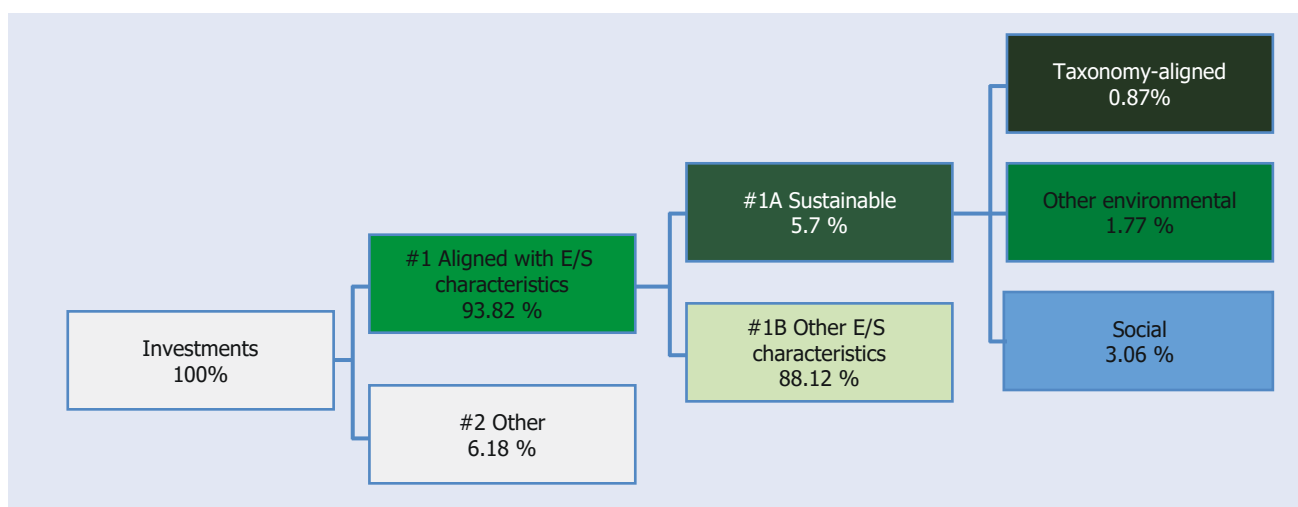 Investments
100%
#1 Aligned with E/S
characteristics
93.82 %
#2 Other
6.18 %
#1A Sustainable
5.7 %
#1B Other E/S
characteristics
88.12 %
Taxonomy-aligned
0.87%
Other environmental
1.77 %
Social
3.06 %